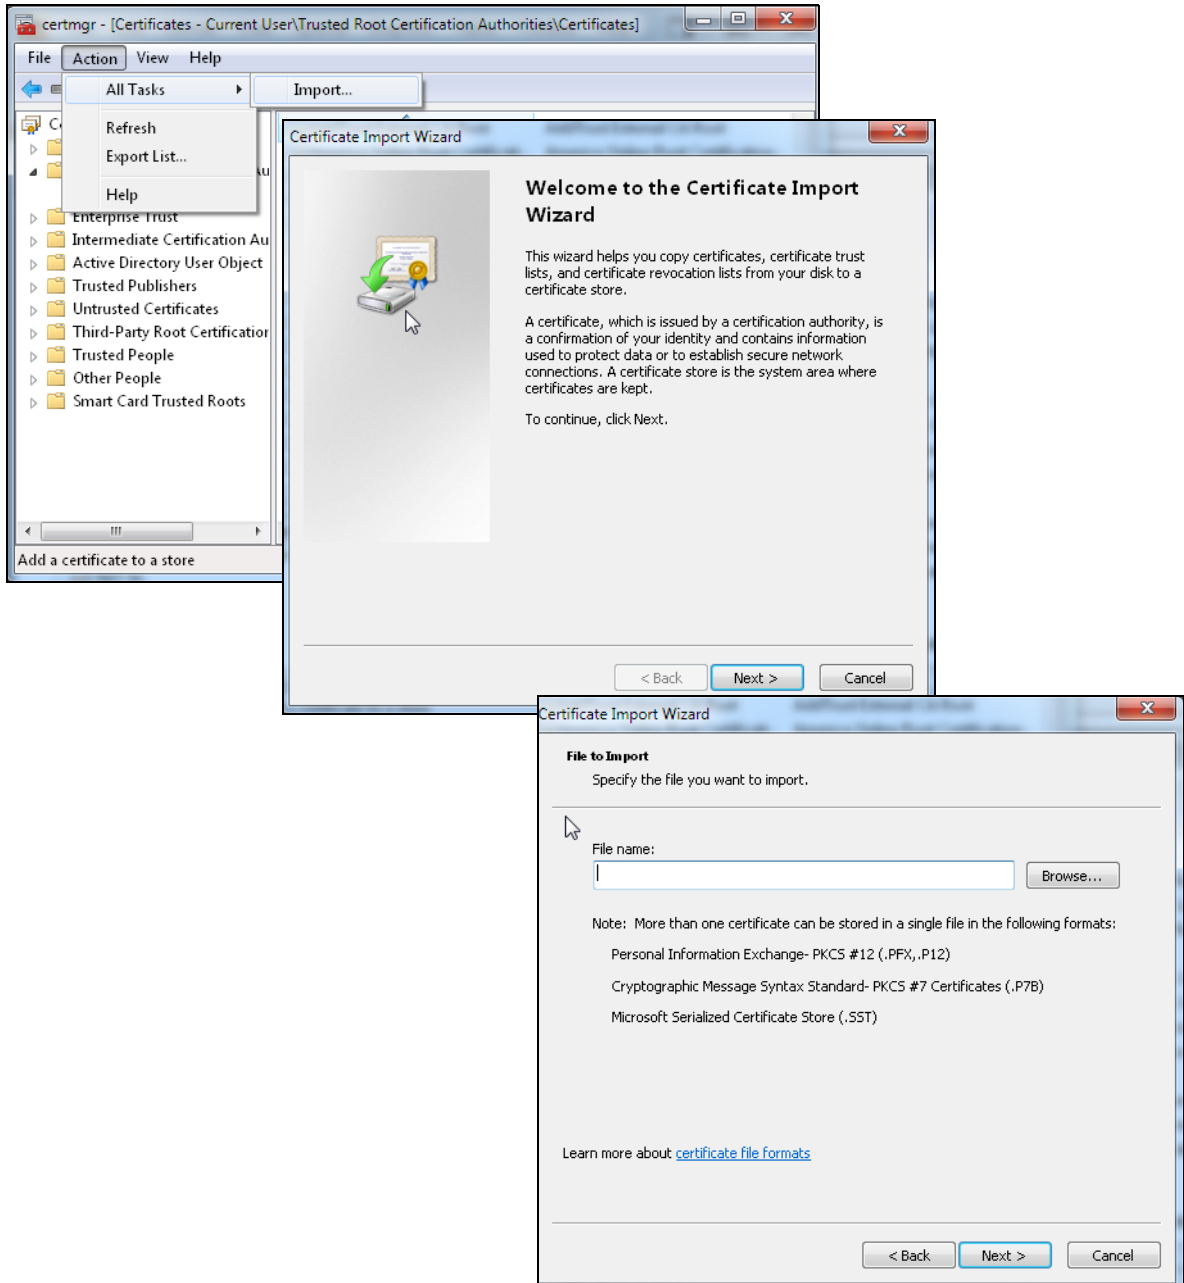 certmgr - [Certificates - Current User\Trusted Root Certification Authorities\Certificates]
File Action View Help
All Tasks
Import...
Refresh
Export List...
Help
Enterprise Trust
Intermediate Certification Au
Active Directory User Object
Trusted Publishers
Untrusted Certificates
Third-Party Root Certification
Trusted People
Other People
Smart Card Trusted Roots
Add a certificate to a store
Certificate Import Wizard
Welcome to the Certificate Import
Wizard
This wizard helps you copy certificates, certificate trust
lists, and certificate revocation lists from your disk to a
certificate store.
A certificate, which is issued by a certification authority, is
a confirmation of your identity and contains information
used to protect data or to establish secure network
connections. A certificate store is the system area where
certificates are kept.
To continue, click Next.
< Back Next > Cancel
Certificate Import Wizard
File to Import
Specify the file you want to import.
File name:
Browse...
Note: More than one certificate can be stored in a single file in the following formats:
Personal Information Exchange- PKCS #12 (.PFX,.P12)
Cryptographic Message Syntax Standard- PKCS #7 Certificates (.P7B)
Microsoft Serialized Certificate Store (.SST)
Learn more about certificate file formats
< Back Next > Cancel